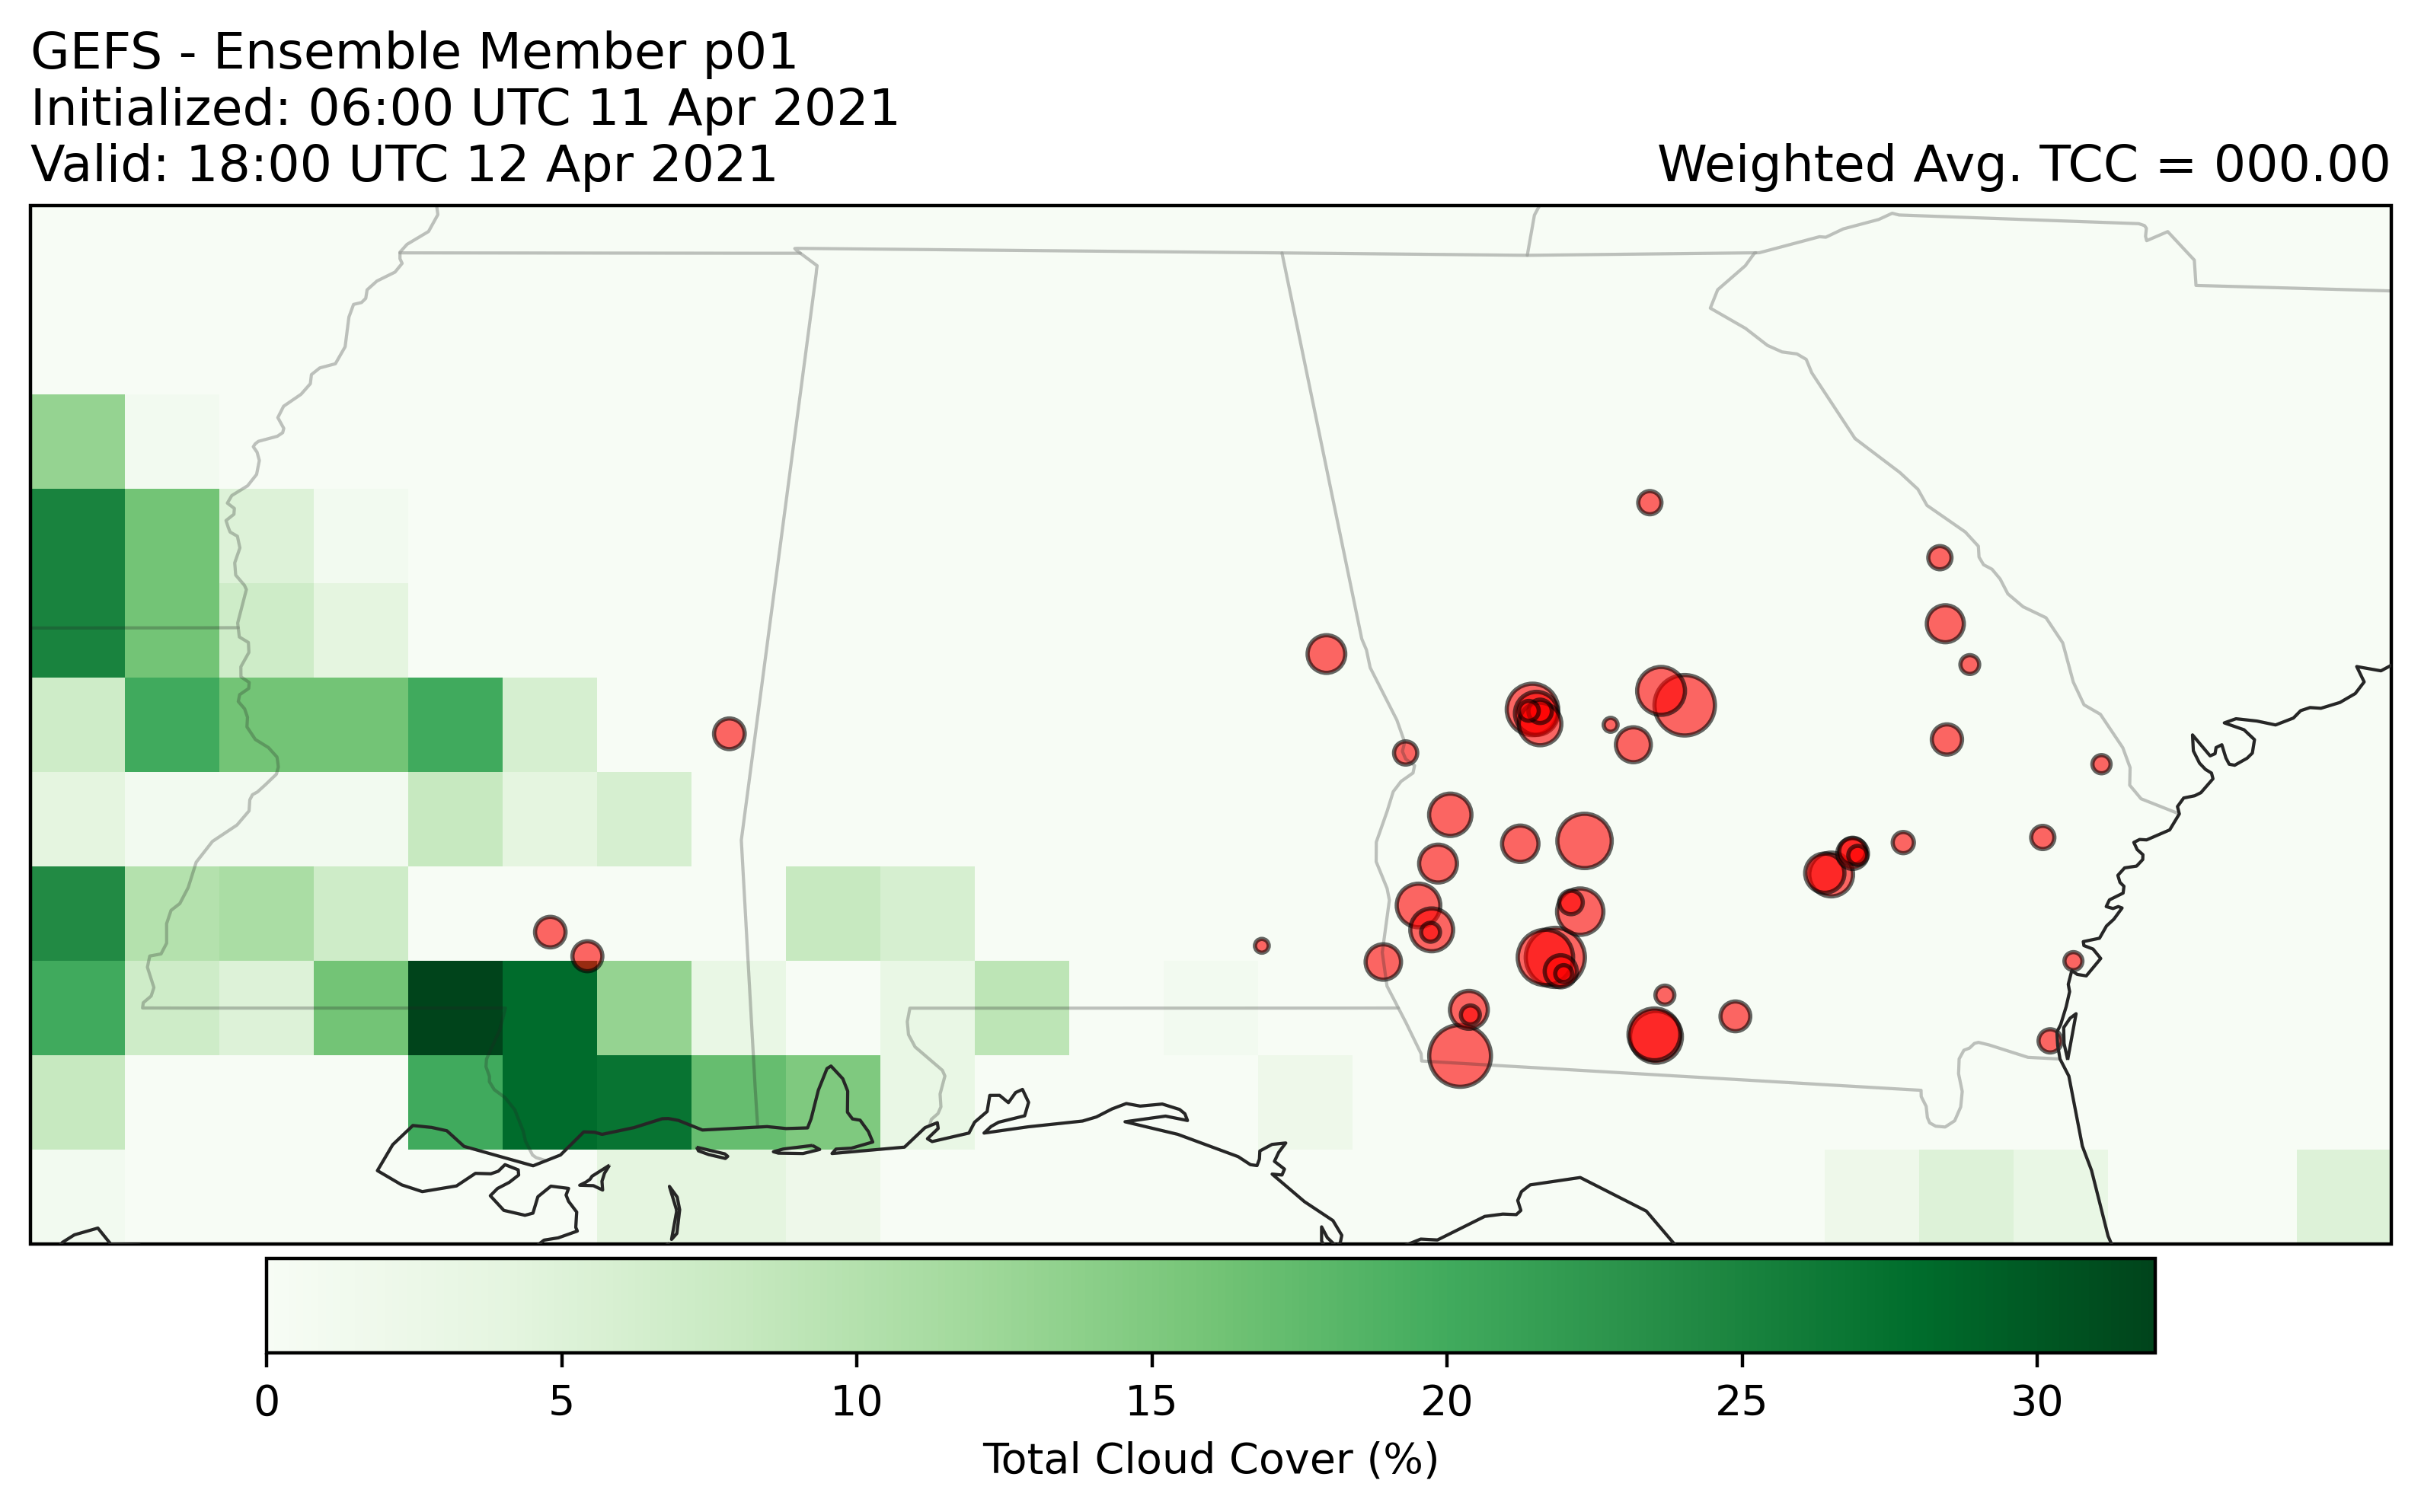 GEFS - Ensemble Member p01
Initialized: 06:00 UTC 11 Apr 2021
Valid: 18:00 UTC 12 Apr 2021
Weighted Avg. TCC = 000.00
0 5 10 15 20 25 30
Total Cloud Cover (%)